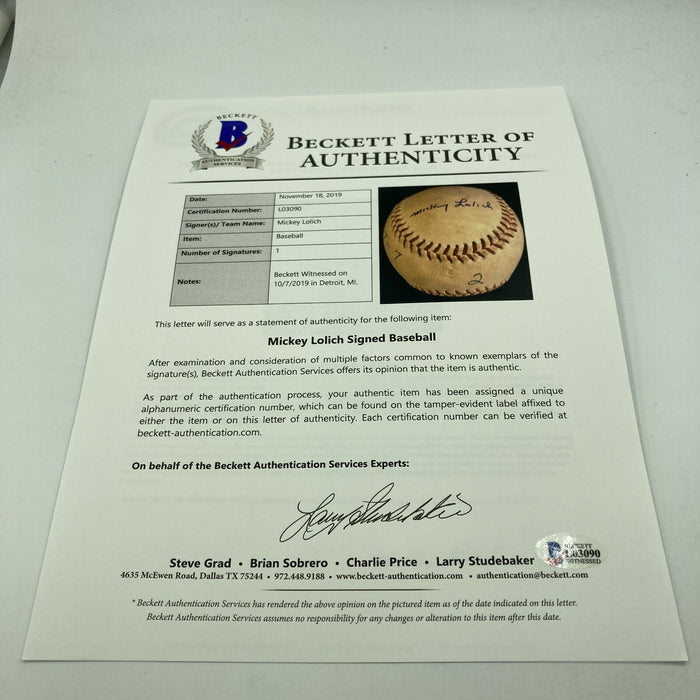 BECKETT
B
AUTHENTICATION
SERVICES
BECKETT LETTER OF
AUTHENTICITY
Date: November 18, 2019
Certification Number: L03090
Signer(s)/ Team Name: Mickey Lolich
Item: Baseball
Number of Signatures: 1
Notes: Beckett Witnessed on
10/7/2019 in Detroit, MI.
Mickey Lolich
7
2
This letter will serve as a statement of authenticity for the following item:
Mickey Lolich Signed Baseball
After examination and consideration of multiple factors common to known exemplars of the
signature(s), Beckett Authentication Services offers its opinion that the item is authentic.
As part of the authentication process, your authentic item has been assigned a unique
alphanumeric certification number, which can be found on the tamper-evident label affixed to
either the item or on this letter of authenticity. Each certification number can be verified at
beckett-authentication.com.
On behalf of the Beckett Authentication Services Experts:
Larry Studebaker
Steve Grad • Brian Sobrero • Charlie Price • Larry Studebaker
4635 McEwen Road, Dallas TX 75244 • 972.448.9188 • www.beckett-authentication.com • authentication@beckett.com
BECKETT
L03090
WITNESSED
* Beckett Authentication Services has rendered the above opinion on the pictured item as of the date indicated on this letter.
Beckett Authentication Services assumes no responsibility for any changes or alteration to this item after this date.